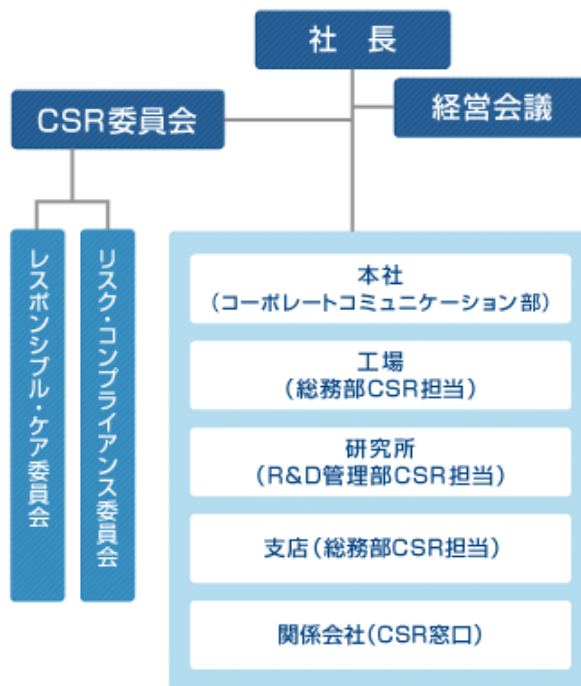 社　長
経営会議
CSR委員会
レスポンシブル・ケア委員会
リスク・コンプライアンス委員会
本社
（コーポレートコミュニケーション部）
工場
（総務部CSR担当）
研究所
（R&D管理部CSR担当）
支店（総務部CSR担当）
関係会社（CSR窓口）